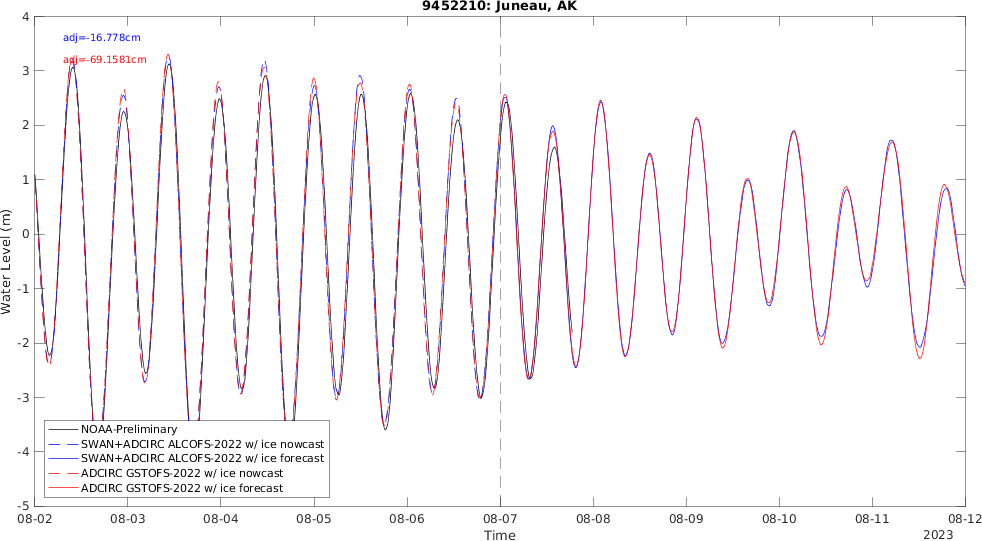 9452210: Juneau, AK
adj=-16.778cm
adj=-69.1581cm
4
3
2
1
0
-1
-2
-3
-4
-5
Water Level (m)
NOAA-Preliminary
SWAN+ADCIRC ALCOFS-2022 w/ ice nowcast
SWAN+ADCIRC ALCOFS-2022 w/ ice forecast
ADCIRC GSTOFS-2022 w/ ice nowcast
ADCIRC GSTOFS-2022 w/ ice forecast
08-02 08-03 08-04 08-05 08-06 08-07 08-08 08-09 08-10 08-11 08-12
Time
2023